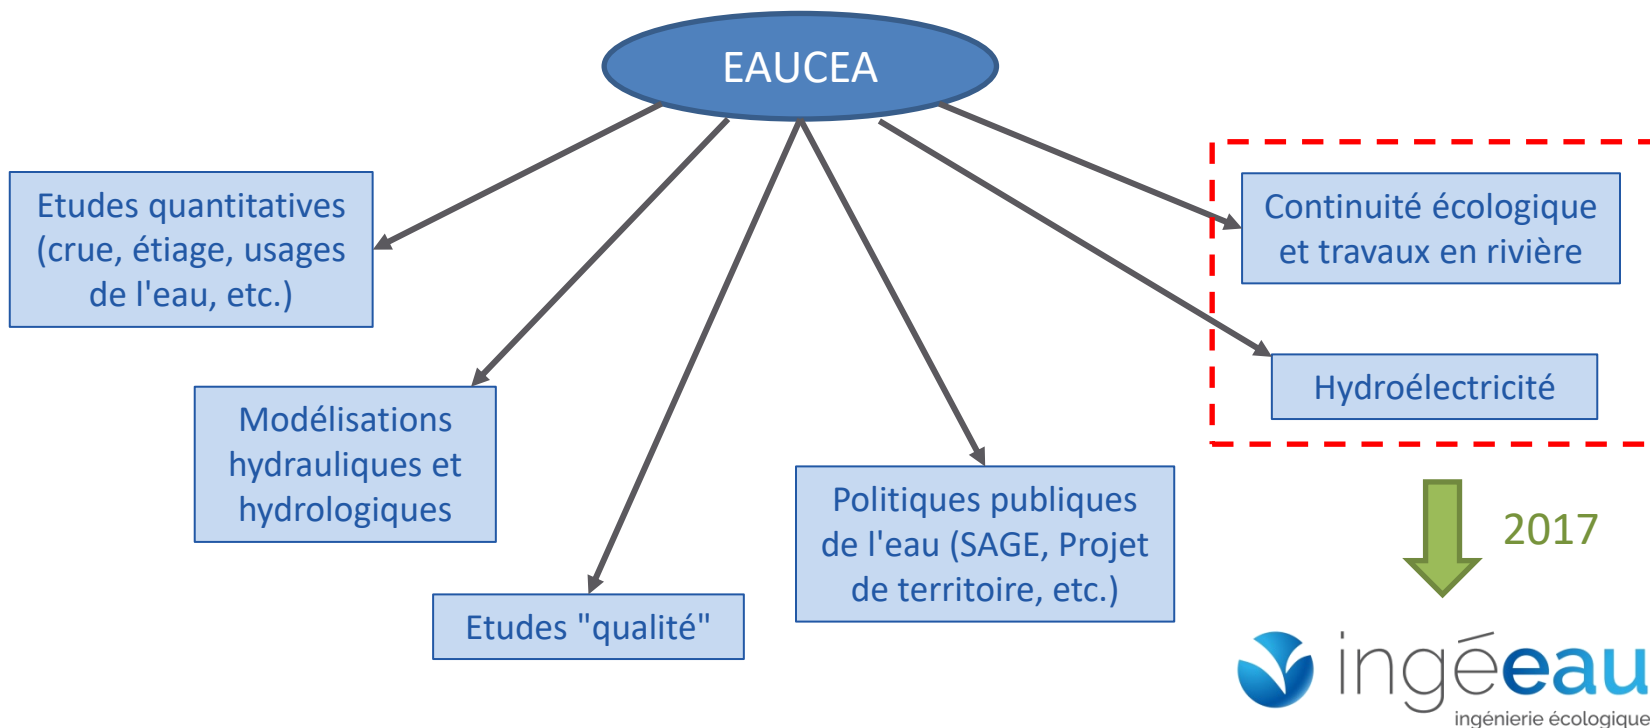 EAUCEA
Etudes quantitatives
(crue, étiage, usages
de l'eau, etc.)
Modélisations
hydrauliques et
hydrologiques
Etudes "qualité"
Politiques publiques
de l'eau (SAGE, Projet
de territoire, etc.)
Continuité écologique
et travaux en rivière
Hydroélectricité
2017
ingéeau
ingénierie écologique